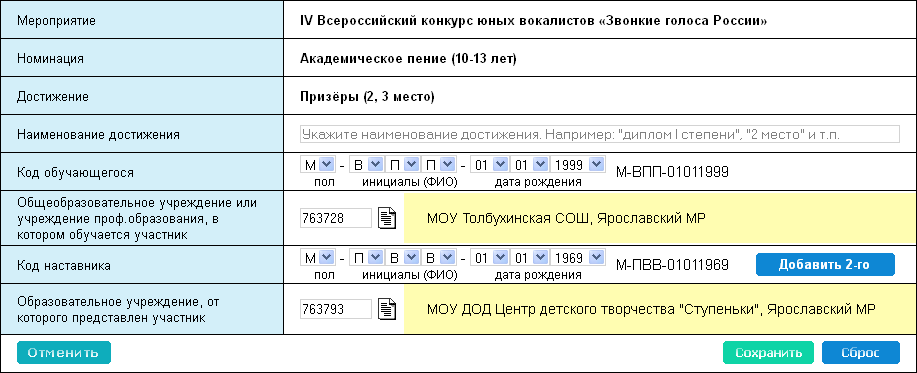 Мероприятие IV Всероссийский конкурс юных вокалистов «Звонкие голоса России»
Номинация Академическое пение (10-13 лет)
Достижение Призёры (2, 3 место)
Наименование достижения Укажите наименование достижения. Например: "диплом I степени", "2 место" и т.п.
Код обучающегося М - В П П - 01 01 1999 М-ВПП-01011999
пол инициалы (ФИО) дата рождения
Общеобразовательное учреждение или
учреждение проф.образования, в
котором обучается участник
763728 МОУ Толбухинская СОШ, Ярославский МР
Код наставника М - П В В - 01 01 1969 М-ПВВ-01011969 Добавить 2-го
пол инициалы (ФИО) дата рождения
Образовательное учреждение, от
которого представлен участник
763793 МОУ ДОД Центр детского творчества "Ступеньки", Ярославский МР
Отменить Сохранить Сброс